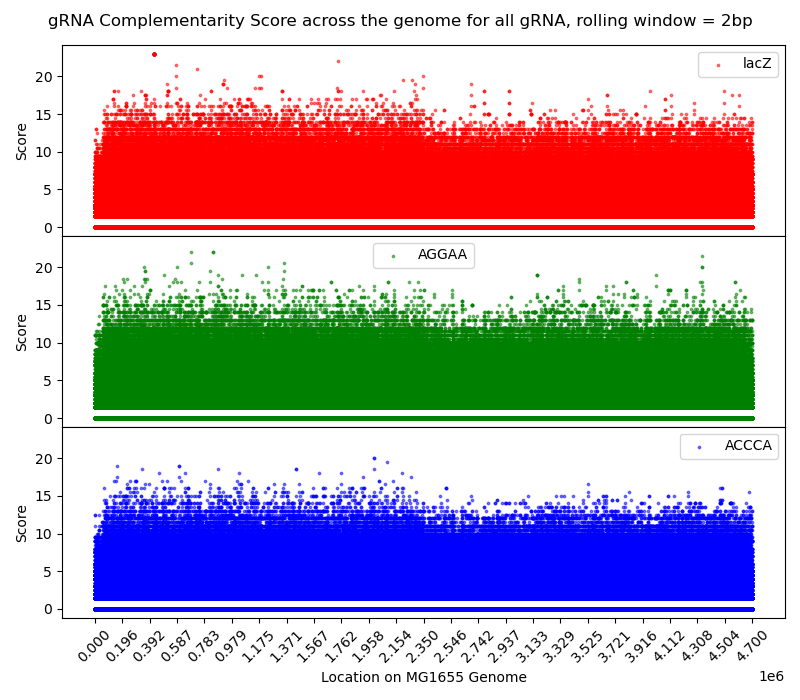 gRNA Complementarity Score across the genome for all gRNA, rolling window = 2bp
lacZ
20
15
10
5
0
Score
AGGAA
20
15
10
5
0
Score
ACCCA
20
15
10
5
0
Score
0.000 0.196 0.392 0.587 0.783 0.979 1.175 1.371 1.567 1.762 1.958 2.154 2.350 2.546 2.742 2.937 3.133 3.329 3.525 3.721 3.916 4.112 4.308 4.504 4.700
1e6
Location on MG1655 Genome